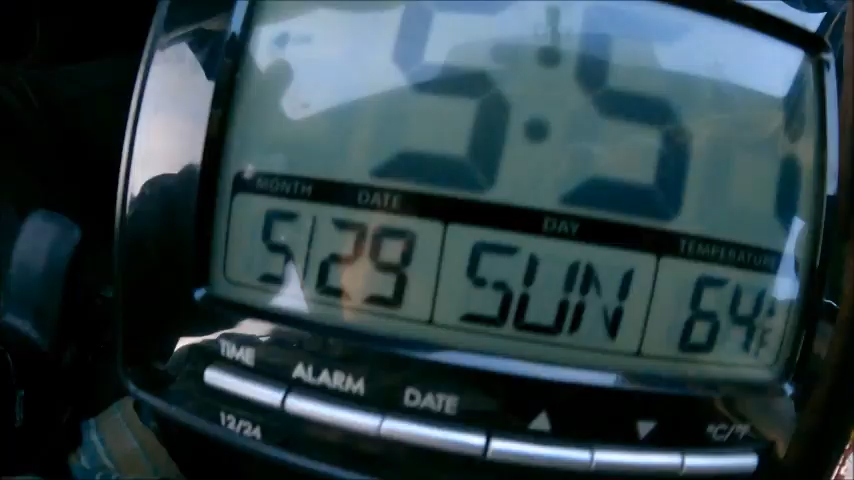 5:5
MONTH DATE DAY TEMPERATURE
5 29 SUN 64°F
TIME ALARM DATE ▲ ▼ °C/°F
12/24